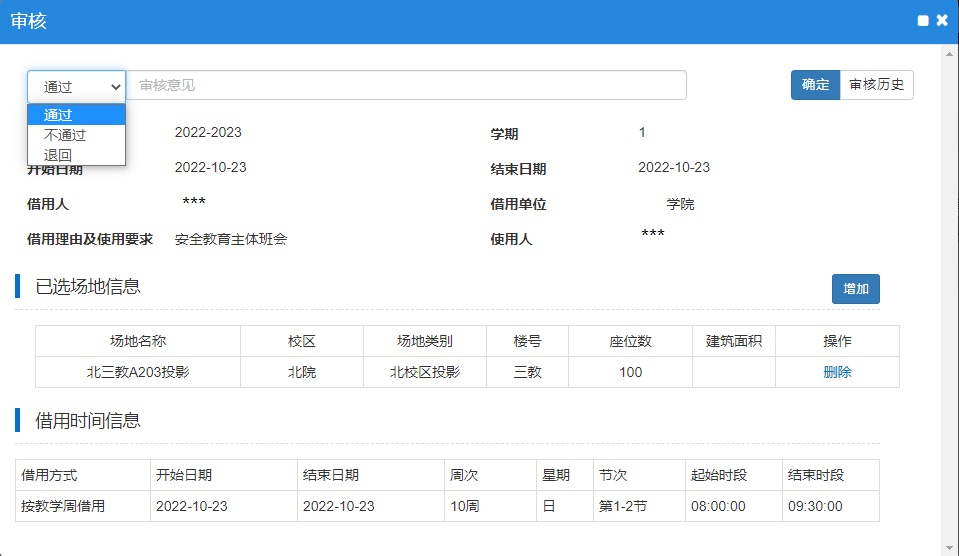 审核
通过 审核意见 确定 审核历史
通过
不通过
退回
2022-2023 学期 1
开始日期 2022-10-23 结束日期 2022-10-23
借用人 *** 借用单位 学院
借用理由及使用要求 安全教育主体班会 使用人 ***
已选场地信息 增加
场地名称 校区 场地类别 楼号 座位数 建筑面积 操作
北三教A203投影 北院 北校区投影 三教 100 删除
借用时间信息
借用方式 开始日期 结束日期 周次 星期 节次 起始时段 结束时段
按教学周借用 2022-10-23 2022-10-23 10周 日 第1-2节 08:00:00 09:30:00